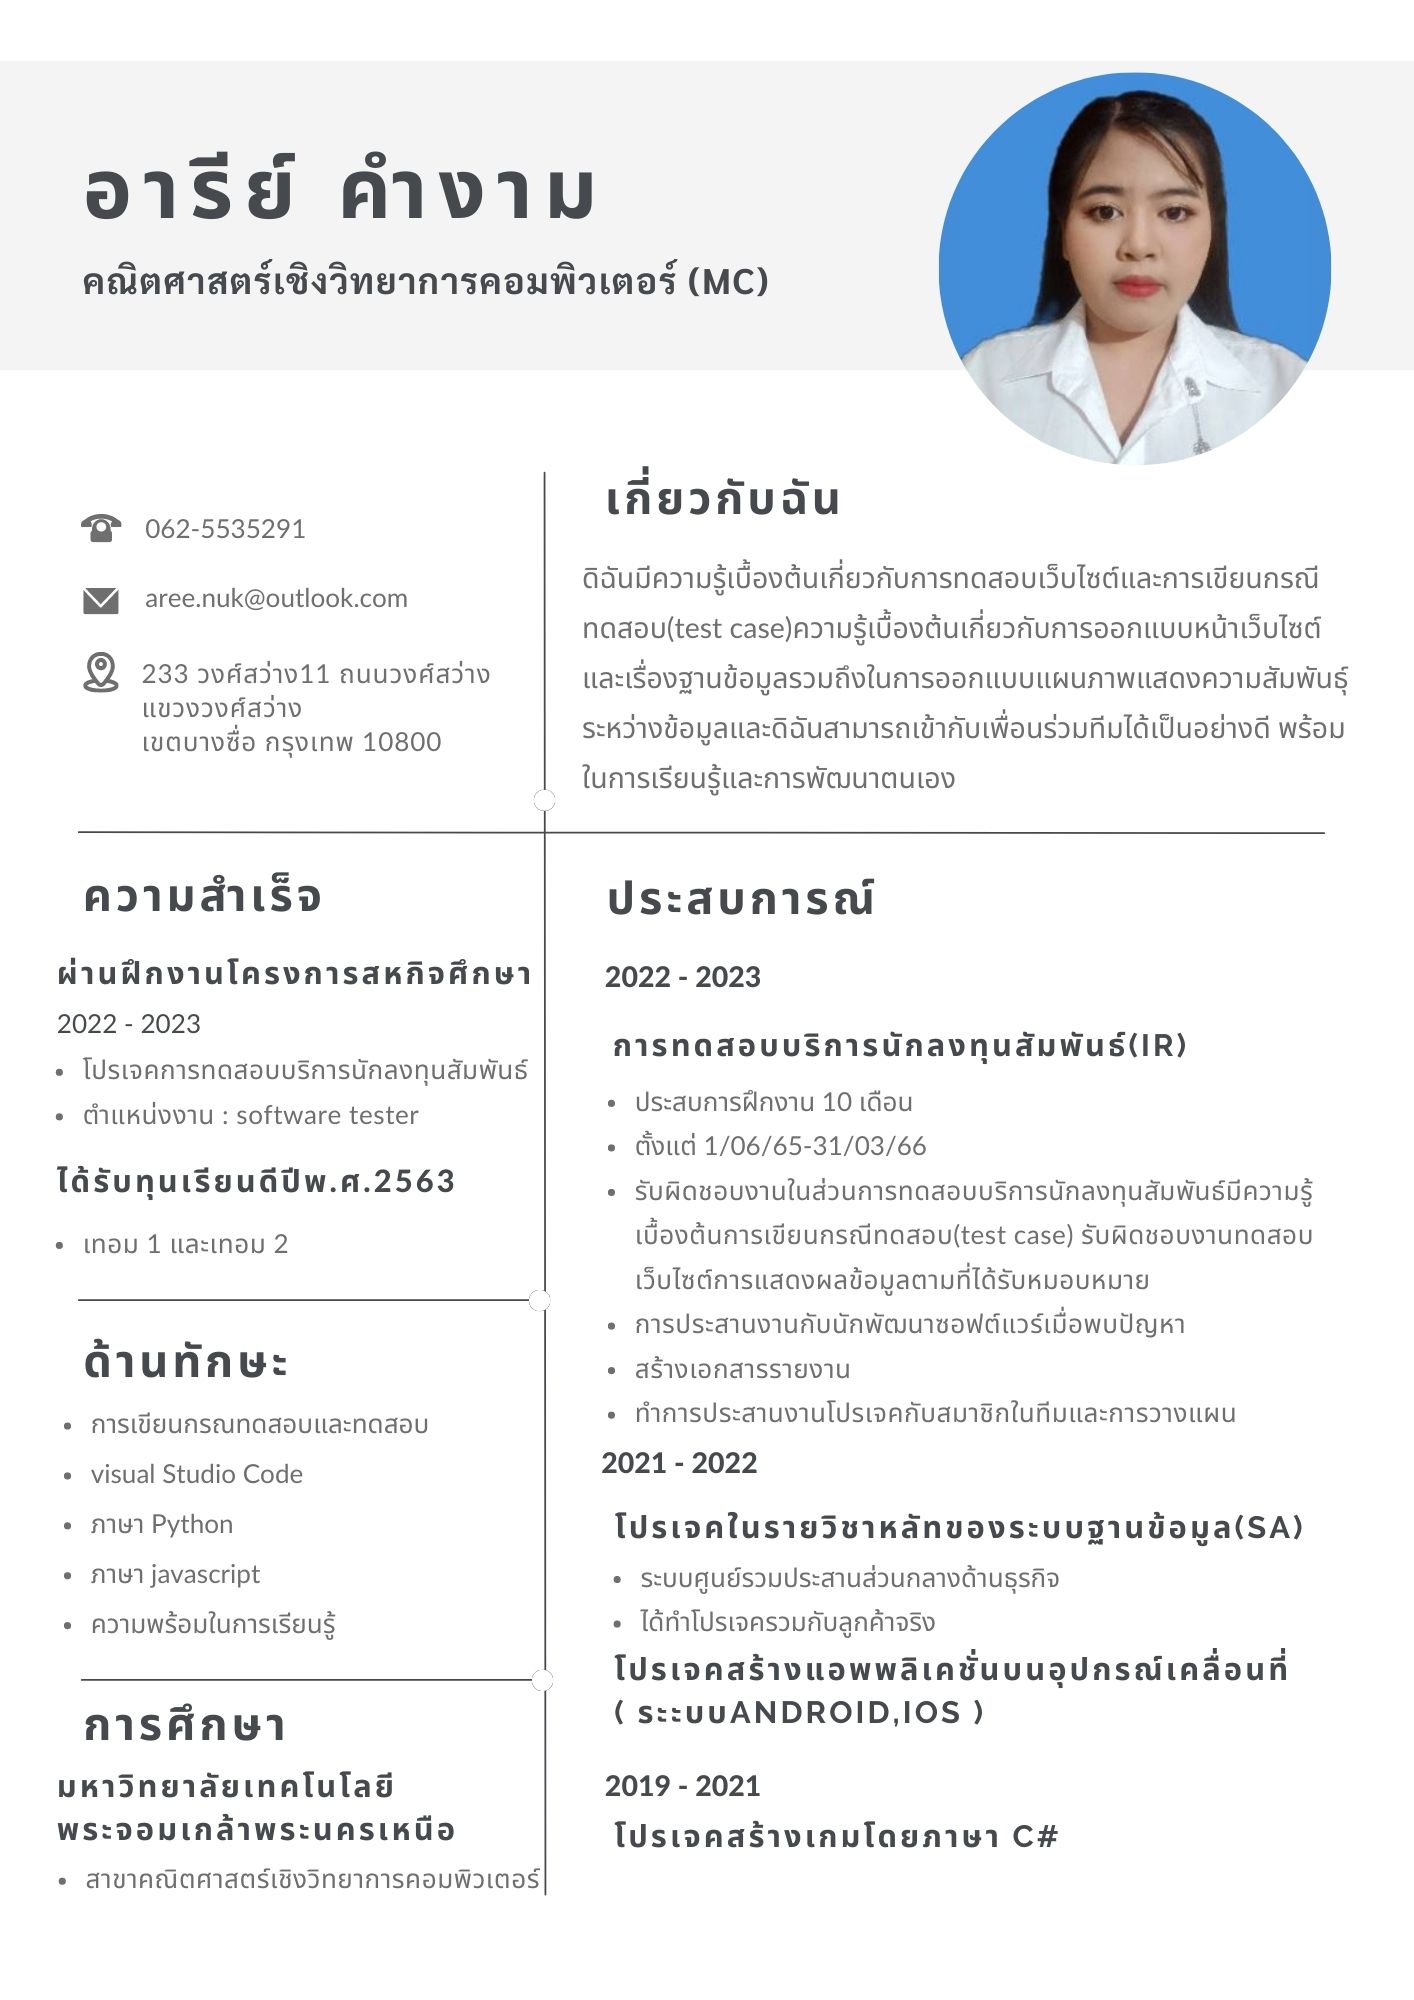 อารีย์ คำงาม
คณิตศาสตร์เชิงวิทยาการคอมพิวเตอร์ (MC)
062-5535291
aree.nuk@outlook.com
233 วงศ์สว่าง11 ถนนวงศ์สว่าง
แขวงวงศ์สว่าง
เขตบางซื่อ กรุงเทพ 10800
เกี่ยวกับฉัน
ดิฉันมีความรู้เบื้องต้นเกี่ยวกับการทดสอบเว็บไซต์และการเขียนกรณี
ทดสอบ(test case)ความรู้เบื้องต้นเกี่ยวกับการออกแบบหน้าเว็บไซต์
และเรื่องฐานข้อมูลรวมถึงในการออกแบบแผนภาพแสดงความสัมพันธุ์
ระหว่างข้อมูลและดิฉันสามารถเข้ากับเพื่อนร่วมทีมได้เป็นอย่างดี พร้อม
ในการเรียนรู้และการพัฒนาตนเอง
ความสำเร็จ
ผ่านฝึกงานโครงการสหกิจศึกษา
2022 - 2023
• โปรเจคการทดสอบบริการนักลงทุนสัมพันธ์
• ตำแหน่งงาน : software tester
ได้รับทุนเรียนดีปีพ.ศ.2563
• เทอม 1 และเทอม 2
ด้านทักษะ
• การเขียนกรณทดสอบและทดสอบ
• visual Studio Code
• ภาษา Python
• ภาษา javascript
• ความพร้อมในการเรียนรู้
การศึกษา
มหาวิทยาลัยเทคโนโลยี
พระจอมเกล้าพระนครเหนือ
• สาขาคณิตศาสตร์เชิงวิทยาการคอมพิวเตอร์
ประสบการณ์
2022 - 2023
การทดสอบบริการนักลงทุนสัมพันธ์(IR)
• ประสบการฝึกงาน 10 เดือน
• ตั้งแต่ 1/06/65-31/03/66
• รับผิดชอบงานในส่วนการทดสอบบริการนักลงทุนสัมพันธ์มีความรู้
เบื้องต้นการเขียนกรณีทดสอบ(test case) รับผิดชอบงานทดสอบ
เว็บไซต์การแสดงผลข้อมูลตามที่ได้รับหมอบหมาย
• การประสานงานกับนักพัฒนาซอฟต์แวร์เมื่อพบปัญหา
• สร้างเอกสารรายงาน
• ทำการประสานงานโปรเจคกับสมาชิกในทีมและการวางแผน
2021 - 2022
โปรเจคในรายวิชาหลัทของระบบฐานข้อมูล(SA)
• ระบบศูนย์รวมประสานส่วนกลางด้านธุรกิจ
• ได้ทำโปรเจครวมกับลูกค้าจริง
โปรเจคสร้างแอพพลิเคชั่นบนอุปกรณ์เคลื่อนที่
( ระะบบANDROID,IOS )
2019 - 2021
โปรเจคสร้างเกมโดยภาษา C#